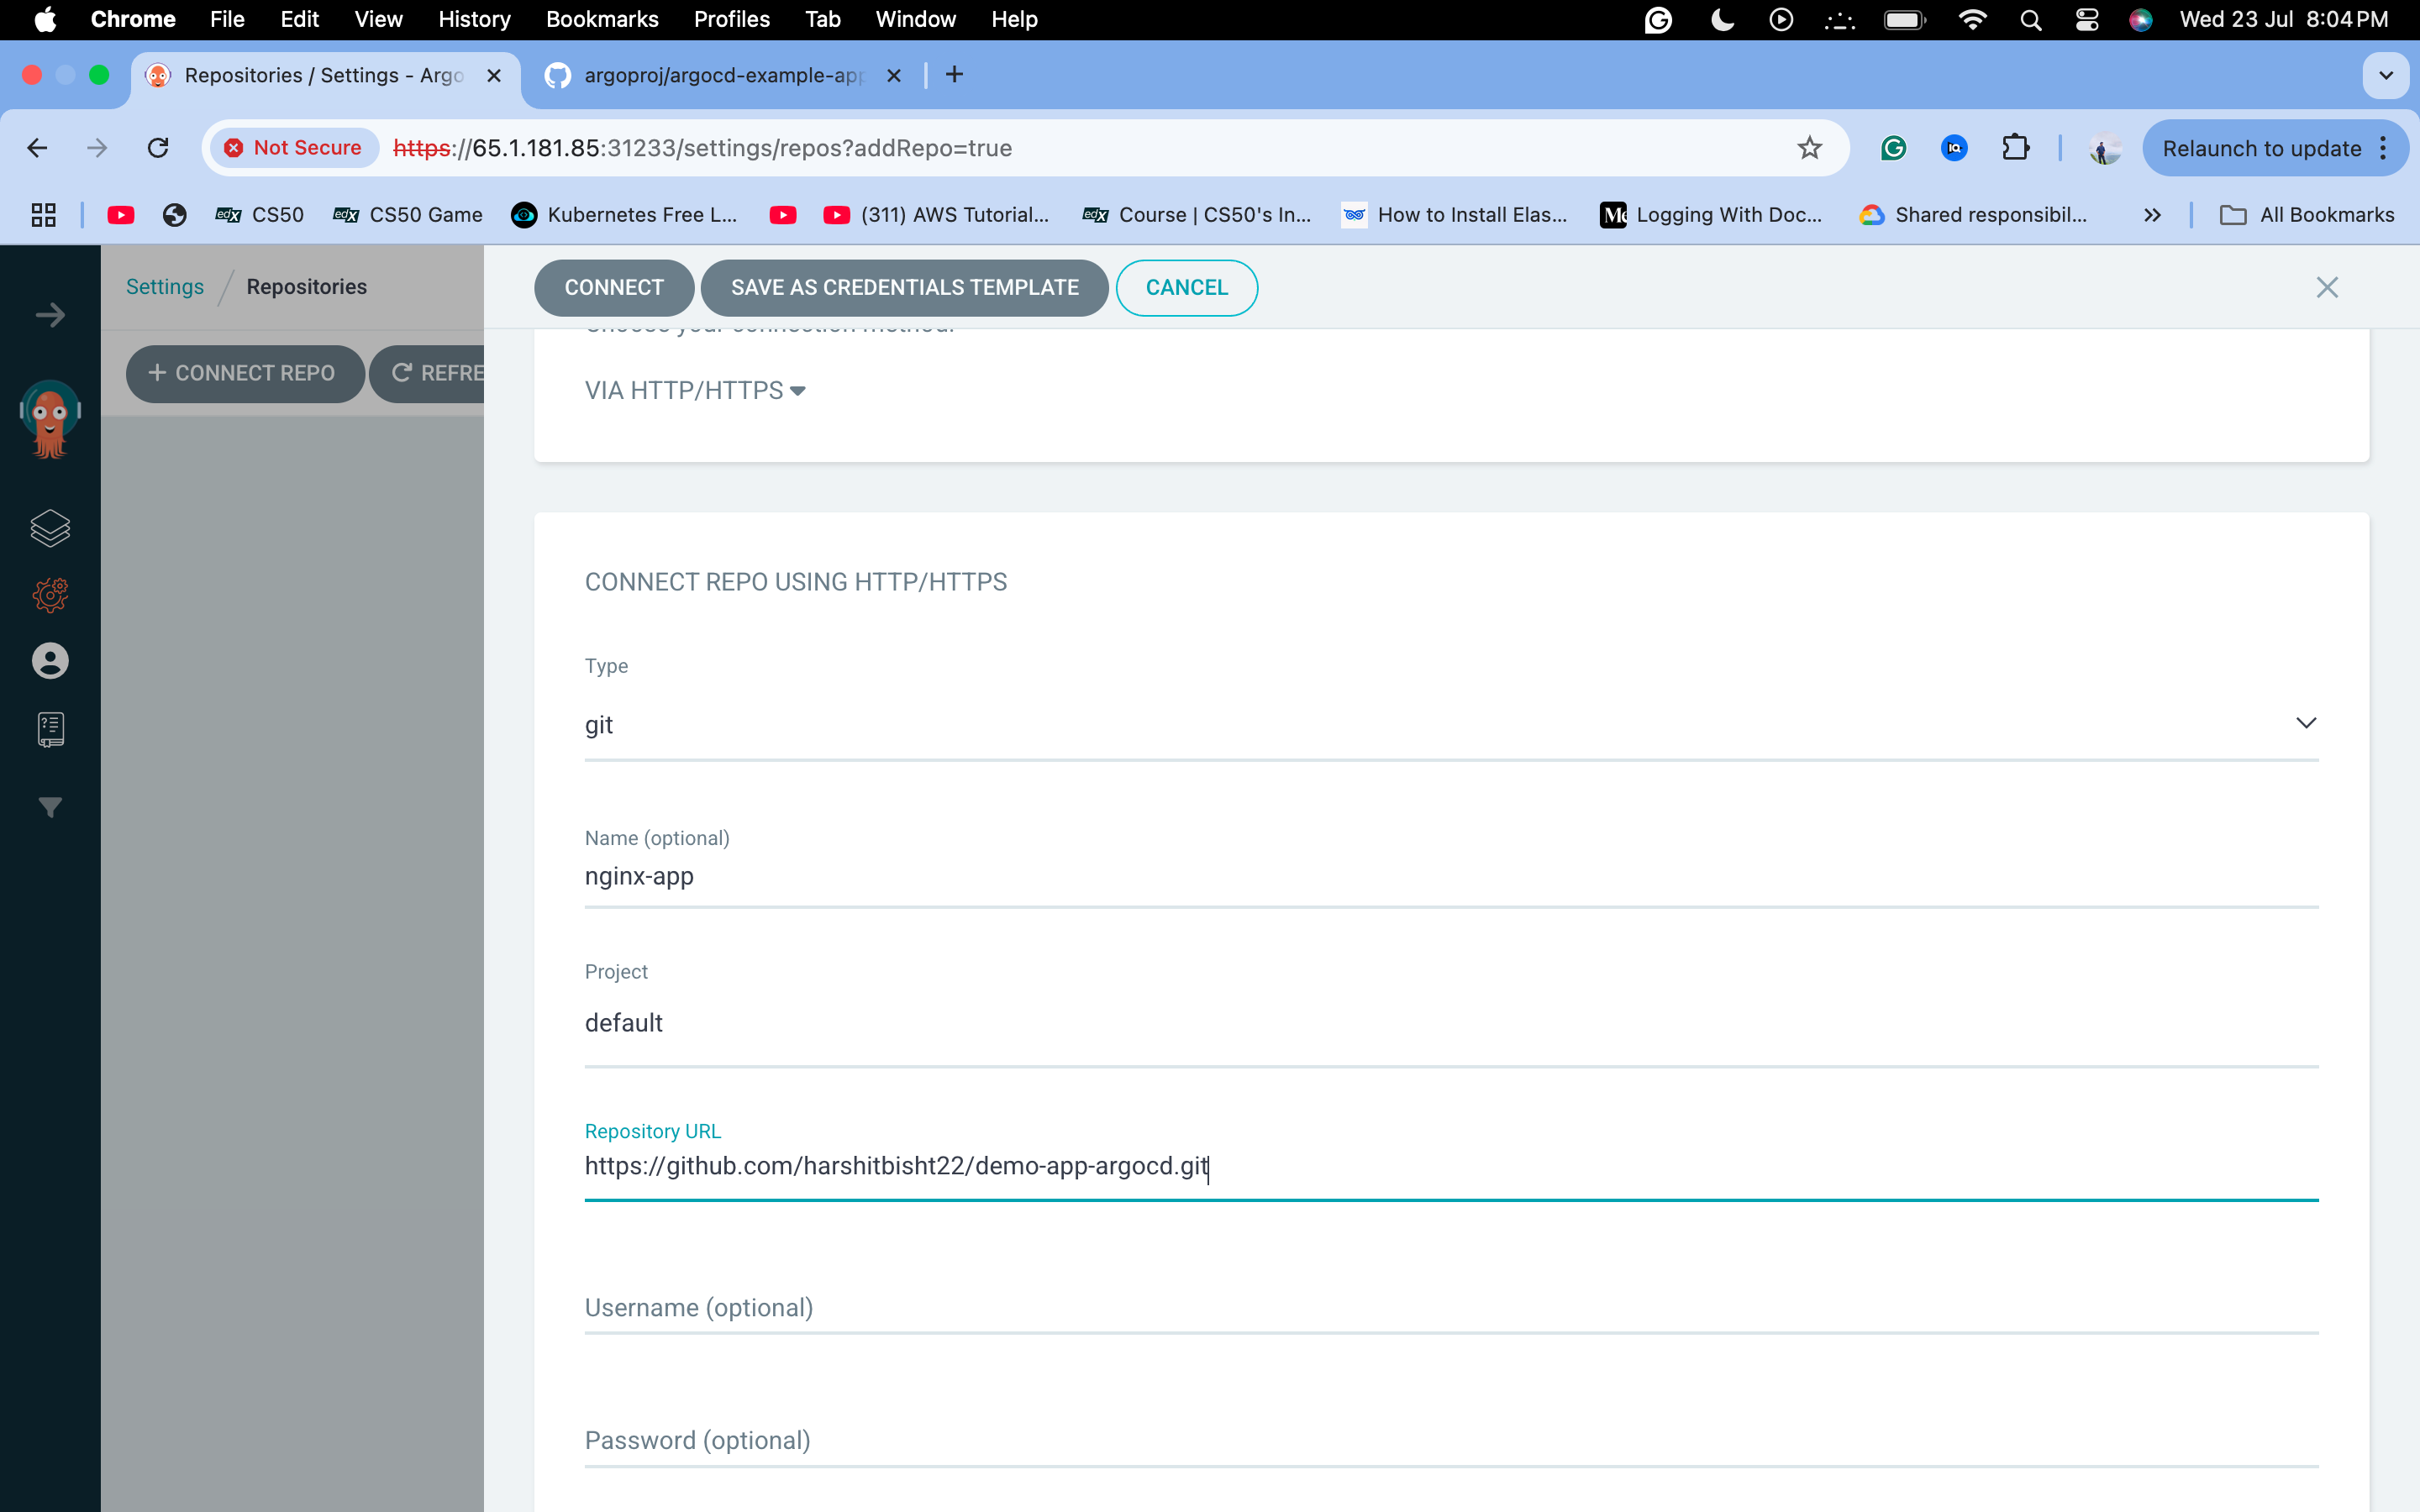 Chrome File Edit View History Bookmarks Profiles Tab Window Help Wed 23 Jul 8:04 PM
Repositories / Settings - Argo argoproj/argocd-example-app
Not Secure https://65.1.181.85:31233/settings/repos?addRepo=true Relaunch to update
CS50 CS50 Game Kubernetes Free L... (311) AWS Tutorial... Course | CS50's In... How to Install Elas... Logging With Doc... Shared responsibil... All Bookmarks
Settings / Repositories
CONNECT SAVE AS CREDENTIALS TEMPLATE CANCEL
Choose your connection method:
+ CONNECT REPO REFRE
VIA HTTP/HTTPS
CONNECT REPO USING HTTP/HTTPS
Type
git
Name (optional)
nginx-app
Project
default
Repository URL
https://github.com/harshitbisht22/demo-app-argocd.git
Username (optional)
Password (optional)